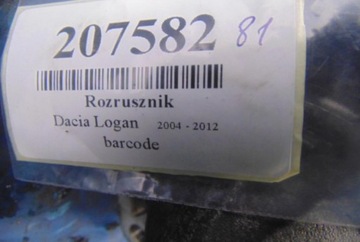 207582 81
Rozrusznik
Dacia Logan 2004 - 2012
barcode